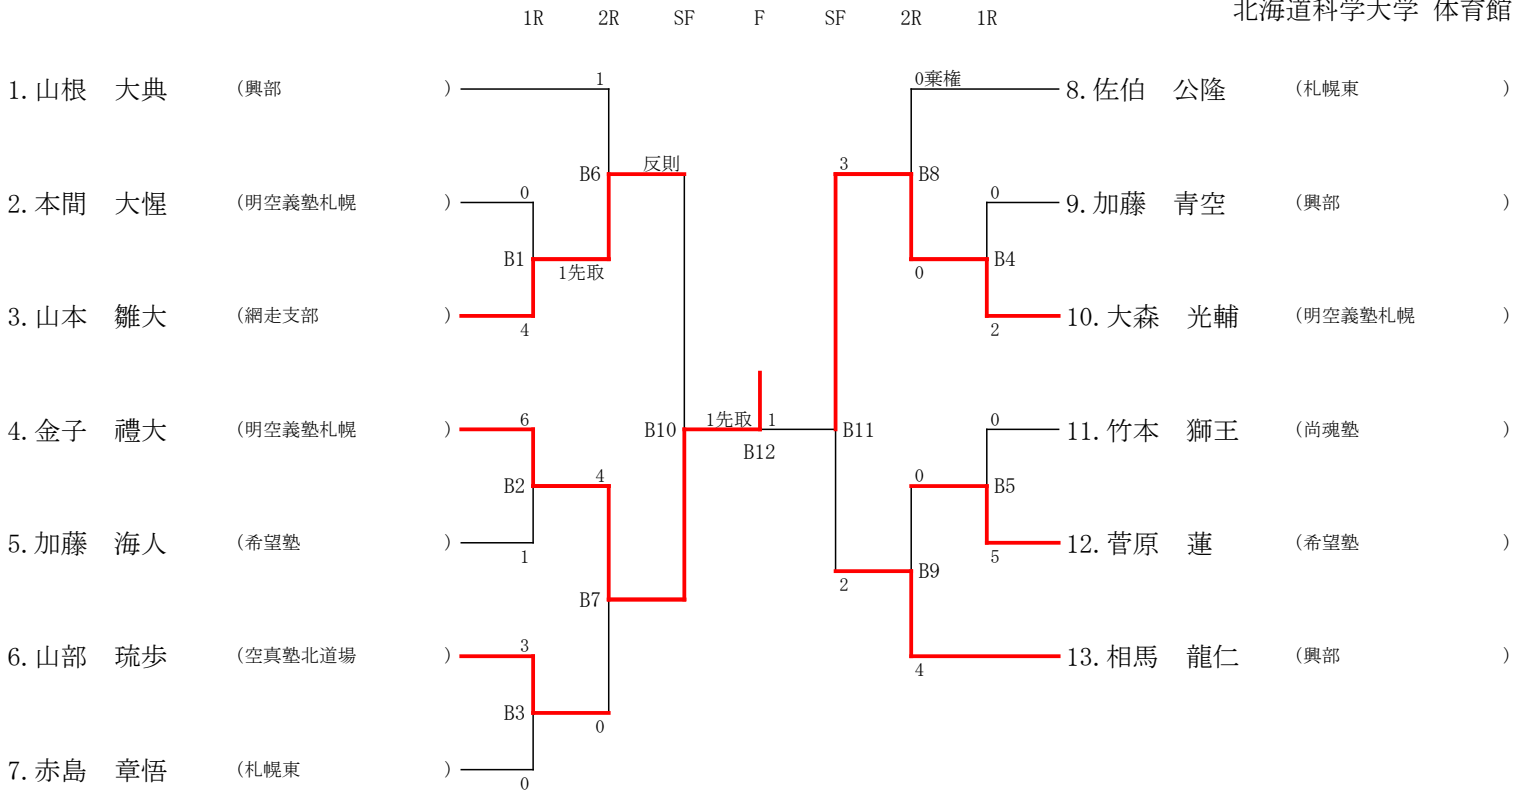 北海道科学大学 体育館
1R 2R SF F SF 2R 1R
1 0棄権
1.山根 大典 (興部 ) 8.佐伯 公隆 (札幌東 )
反則 3
B6 B8
0 0
2.本間 大惺 (明空義塾札幌 ) 9.加藤 青空 (興部 )
B1 B4
1先取 0
3.山本 雛大 (網走支部 ) 10.大森 光輔 (明空義塾札幌 )
4 2
6 1先取 1 0
4.金子 禮大 (明空義塾札幌 ) B10 B11 11.竹本 獅王 (尚魂塾 )
B12
4 0
B2 B5
5.加藤 海人 (希望塾 ) 12.菅原 蓮 (希望塾 )
1 5
B9
2
B7
3
6.山部 琉歩 (空真塾北道場 ) 13.相馬 龍仁 (興部 )
4
B3
0
7.赤島 章悟 (札幌東 )
0